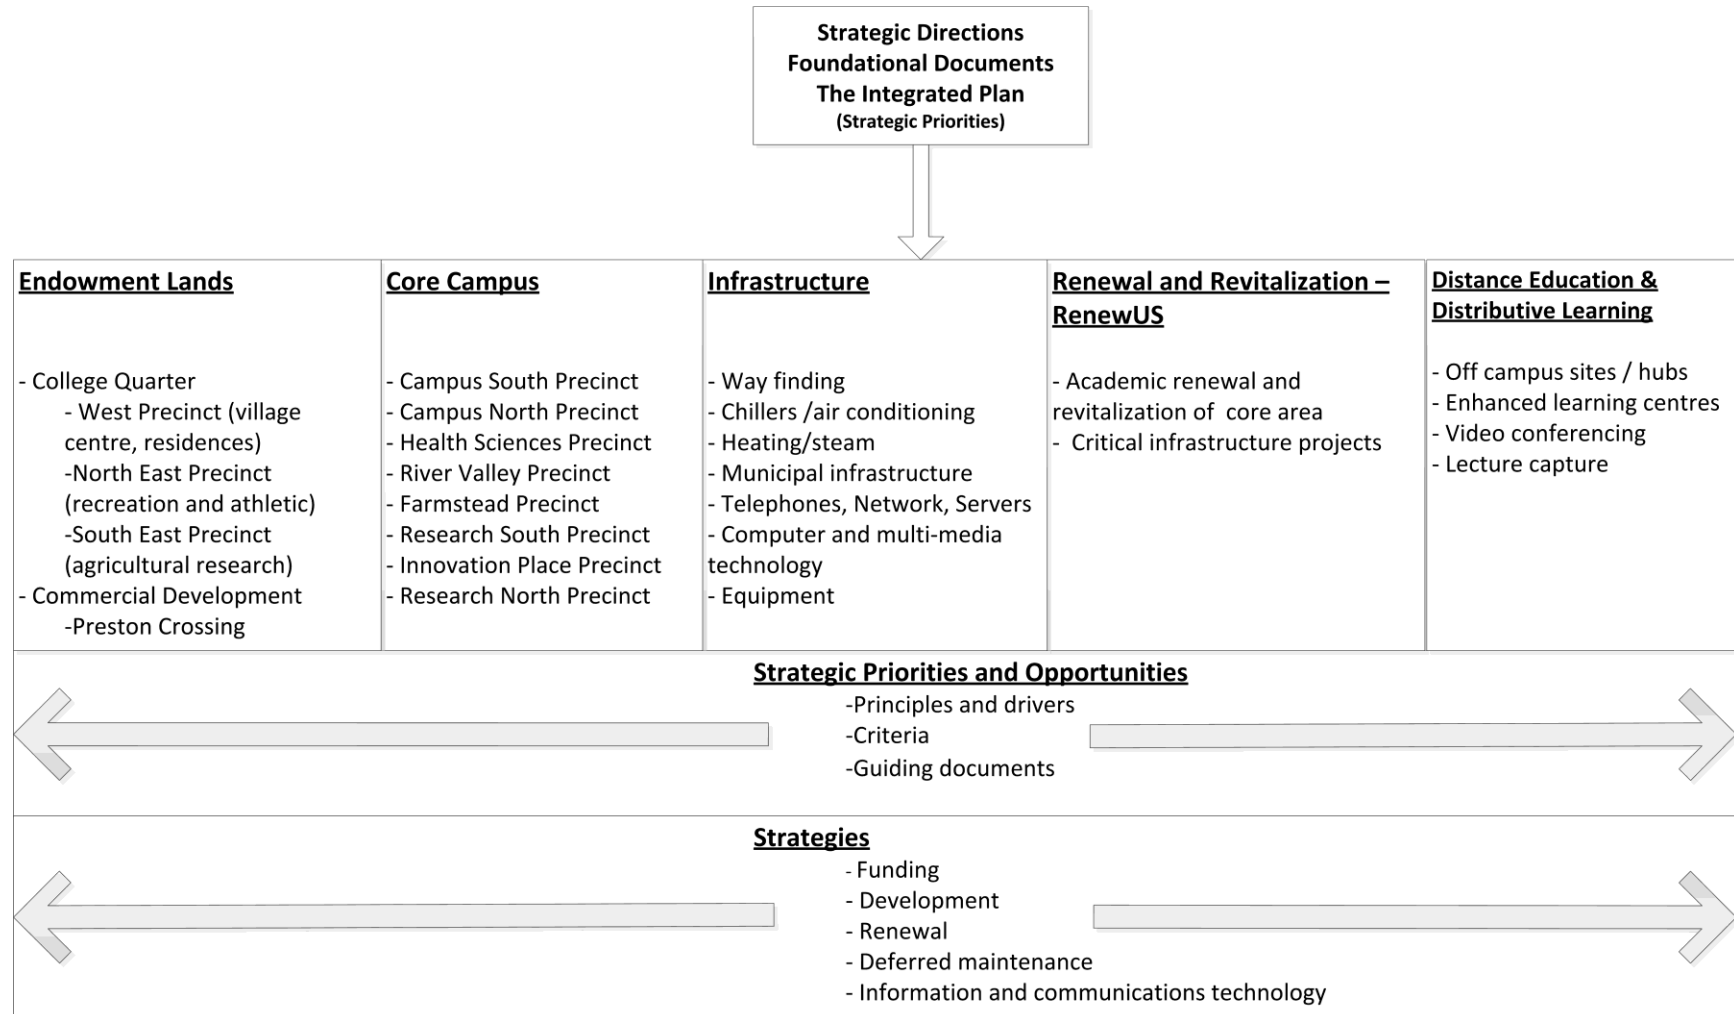 Strategic Directions
Foundational Documents
The Integrated Plan
(Strategic Priorities)
Endowment Lands
- College Quarter
- West Precinct (village
centre, residences)
-North East Precinct
(recreation and athletic)
-South East Precinct
(agricultural research)
- Commercial Development
-Preston Crossing
Core Campus
- Campus South Precinct
- Campus North Precinct
- Health Sciences Precinct
- River Valley Precinct
- Farmstead Precinct
- Research South Precinct
- Innovation Place Precinct
- Research North Precinct
Infrastructure
- Way finding
- Chillers /air conditioning
- Heating/steam
- Municipal infrastructure
- Telephones, Network, Servers
- Computer and multi-media
technology
- Equipment
Renewal and Revitalization –
RenewUS
- Academic renewal and
revitalization of core area
- Critical infrastructure projects
Distance Education &
Distributive Learning
- Off campus sites / hubs
- Enhanced learning centres
- Video conferencing
- Lecture capture
Strategic Priorities and Opportunities
-Principles and drivers
-Criteria
-Guiding documents
Strategies
- Funding
- Development
- Renewal
- Deferred maintenance
- Information and communications technology